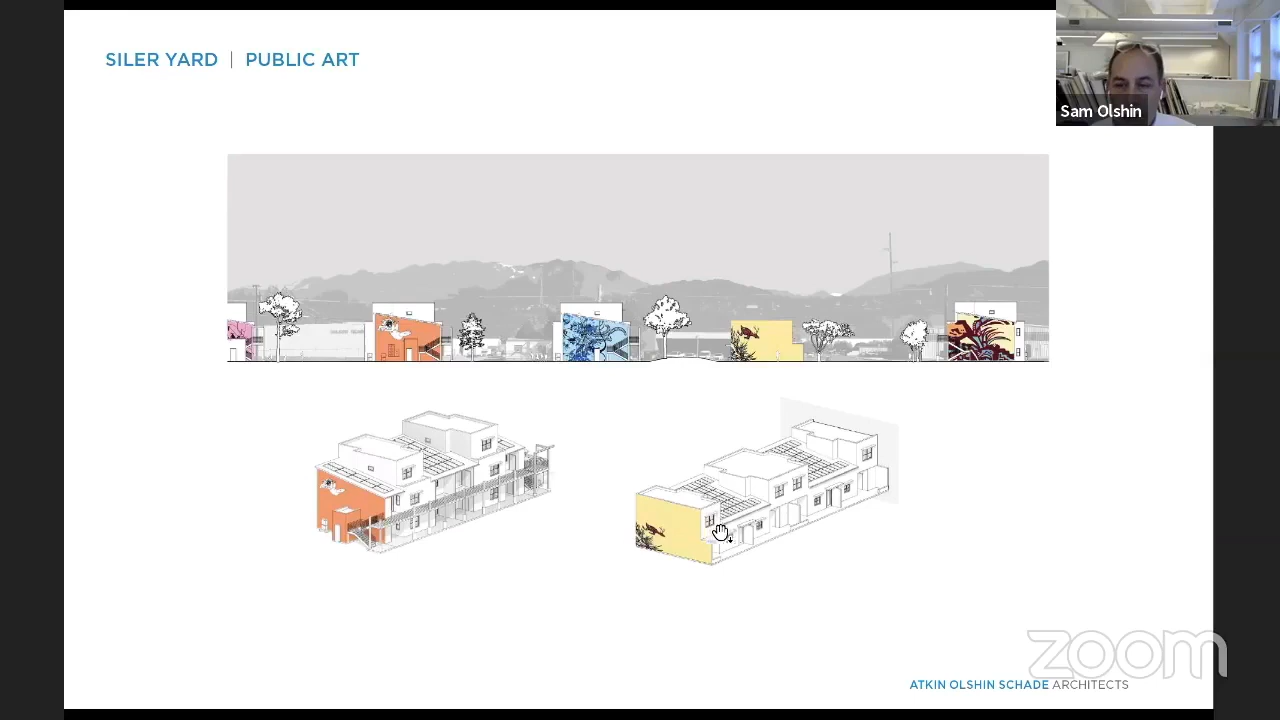 SILER YARD | PUBLIC ART
Sam Olshin
zoom
ATKIN OLSHIN SCHADE ARCHITECTS